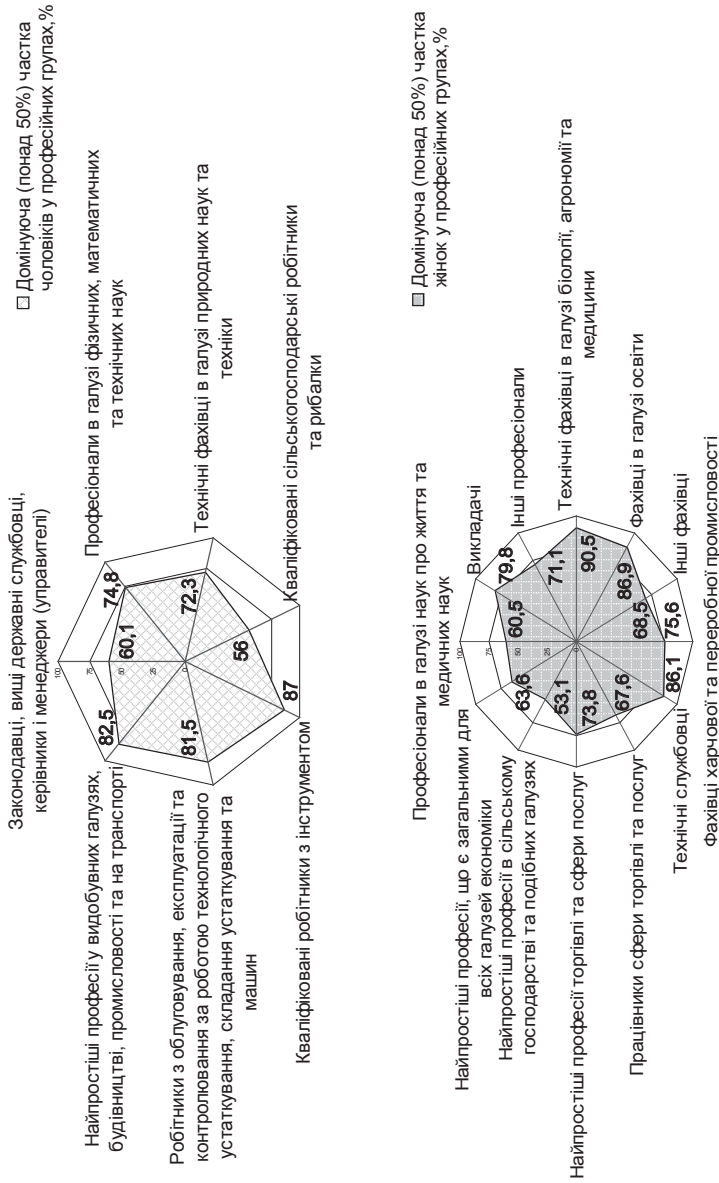 Законодавці, вищі державні службовці,
керівники і менеджери (управителі)
Домінуюча (понад 50%) частка
чоловіків у професійних групах,%
Професіонали в галузі фізичних, математичних
та технічних наук
Технічні фахівці в галузі природних наук та
техніки
Кваліфіковані сільськогосподарські робітники
та рибалки
Кваліфіковані робітники з інструментом
Робітники з обслуговування, експлуатації та
контролювання за роботою технологічного
устаткування, складання устаткування та
машин
Найпростіші професії у видобувних галузях,
будівництві, промисловості та на транспорті
100
75
50
25
0
60,1
74,8
72,3
56
87
81,5
82,5
Домінуюча (понад 50%) частка
жінок у професійних групах,%
Професіонали в галузі наук про життя та
медичних наук
Викладачі
Інші професіонали
Технічні фахівці в галузі біології, агрономії та
медицини
Фахівці в галузі освіти
Інші фахівці
Фахівці харчової та переробної промисловості
Технічні службовці
Працівники сфери торгівлі та послуг
Найпростіші професії торгівлі та сфери послуг
Найпростіші професії в сільському
господарстві та подібних галузях
Найпростіші професії, що є загальними для
всіх галузей економіки
100
75
50
25
0
60,5
79,8
71,1
90,5
86,9
68,5
75,6
86,1
67,6
73,8
53,1
63,6